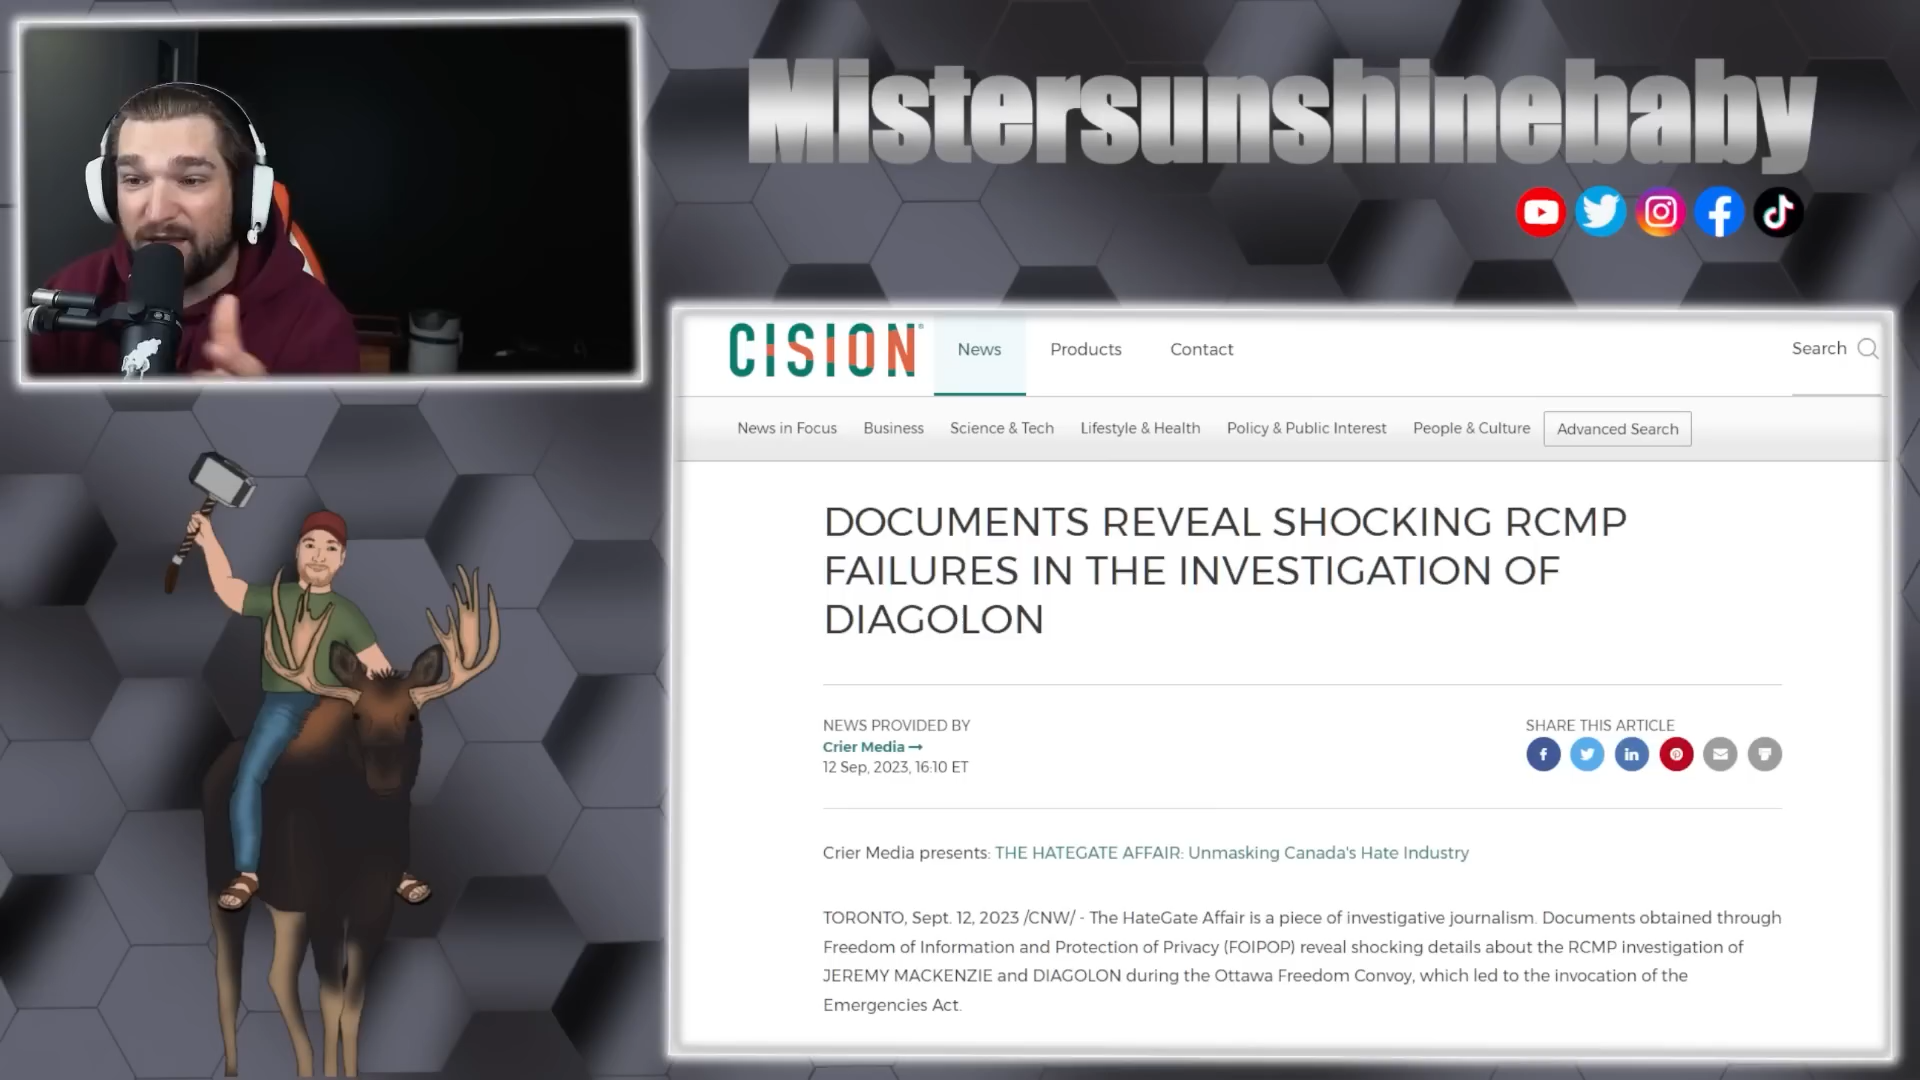 Mistersunshinebaby
CISION
News
Products
Contact
Search
News in Focus
Business
Science & Tech
Lifestyle & Health
Policy & Public Interest
People & Culture
Advanced Search
DOCUMENTS REVEAL SHOCKING RCMP
FAILURES IN THE INVESTIGATION OF
DIAGOLON
NEWS PROVIDED BY
Crier Media
12 Sep, 2023, 16:10 ET
SHARE THIS ARTICLE
Crier Media presents: THE HATEGATE AFFAIR: Unmasking Canada's Hate Industry
TORONTO, Sept. 12, 2023 /CNW/ - The HateGate Affair is a piece of investigative journalism. Documents obtained through
Freedom of Information and Protection of Privacy (FOIPOP) reveal shocking details about the RCMP investigation of
JEREMY MACKENZIE and DIAGOLON during the Ottawa Freedom Convoy, which led to the invocation of the
Emergencies Act.